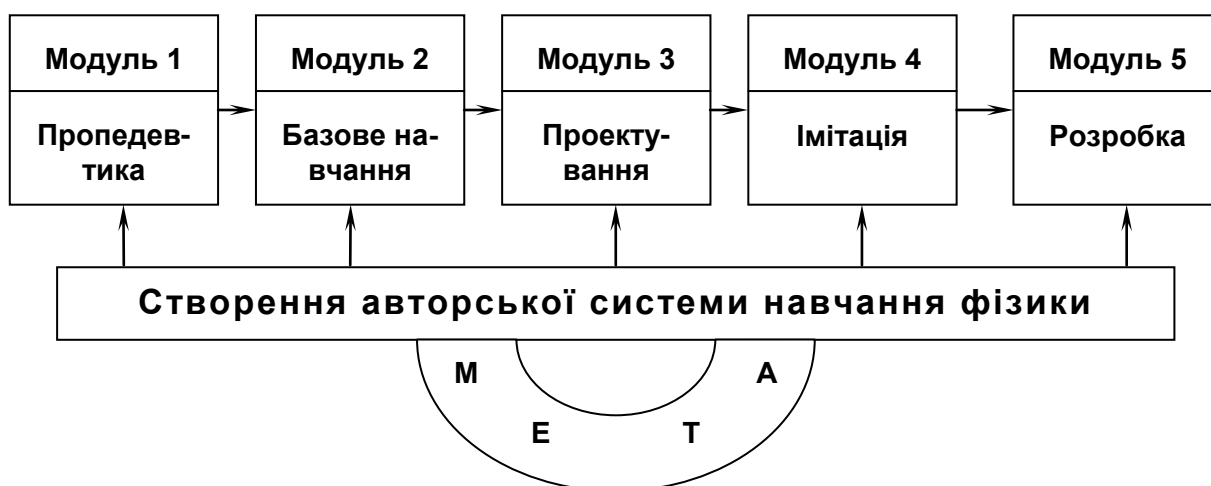 Модуль 1
Модуль 2
Модуль 3
Модуль 4
Модуль 5
Пропедев-
тика
Базове на-
вчання
Проекту-
вання
Імітація
Розробка
Створення авторської системи навчання фізики
М Е Т А